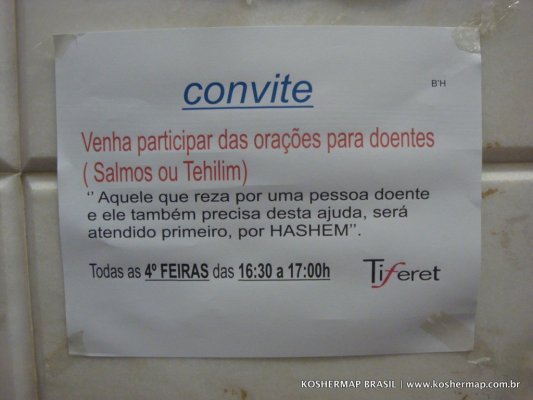 convite
B'H
Venha participar das orações para doentes
( Salmos ou Tehilim)
“ Aquele que reza por uma pessoa doente
e ele também precisa desta ajuda, será
atendido primeiro, por HASHEM”.
Todas as 4º FEIRAS das 16:30 a 17:00h
Tiferet
KOSHERMAP BRASIL | www.koshermap.com.br